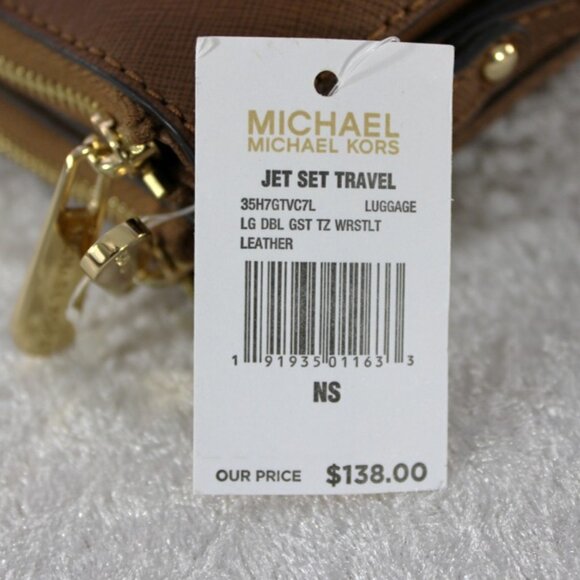 MICHAEL
MICHAEL KORS
JET SET TRAVEL
35H7GTVC7L LUGGAGE
LG DBL GST TZ WRSTLT
LEATHER
1 91935 01163 3
NS
OUR PRICE $138.00